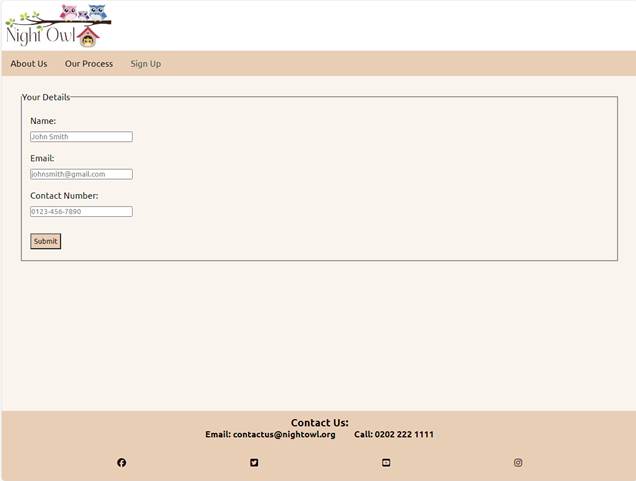 Night Owl
About Us Our Process Sign Up
Your Details
Name:
John Smith
Email:
johnsmith@gmail.com
Contact Number:
0123-456-7890
Submit
Contact Us:
Email: contactus@nightowl.org Call: 0202 222 1111